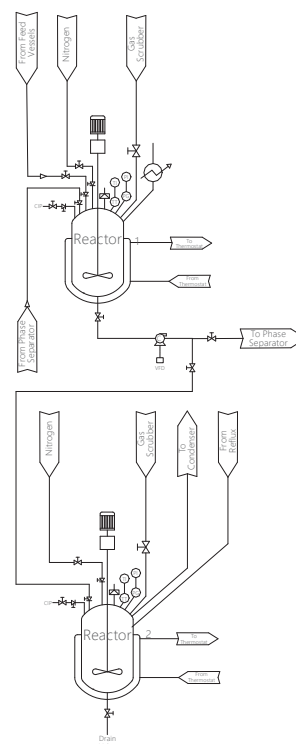 From Feed
Vessels
Nitrogen
Gas
Scrubber
CIP
Reactor 1
To
Thermostat
From
Thermostat
From Phase
Separator
To Phase
Separator
VFD
Nitrogen
Gas
Scrubber
To
Condenser
From
Reflux
CIP
Reactor 2
To
Thermostat
From
Thermostat
Drain